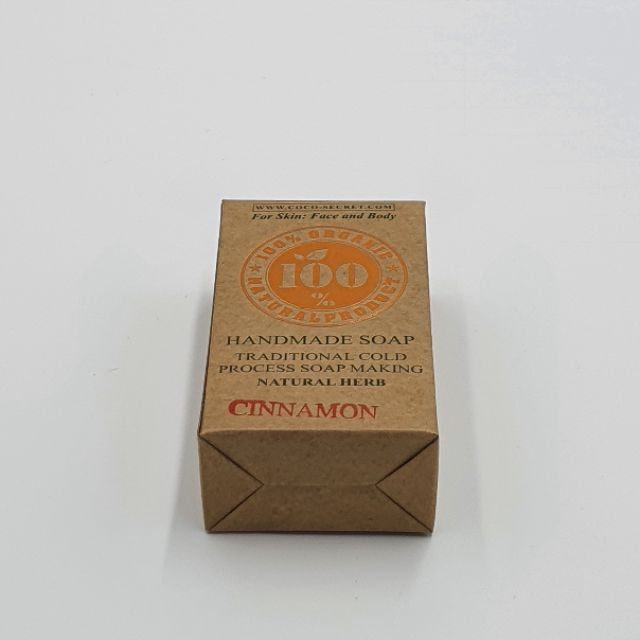 WWW.COCO-SECRET.COM
For Skin: Face and Body
★ 100% ORGANIC ★
100
%
NATURAL PRODUCT
HANDMADE SOAP
TRADITIONAL COLD
PROCESS SOAP MAKING
NATURAL HERB
CINNAMON